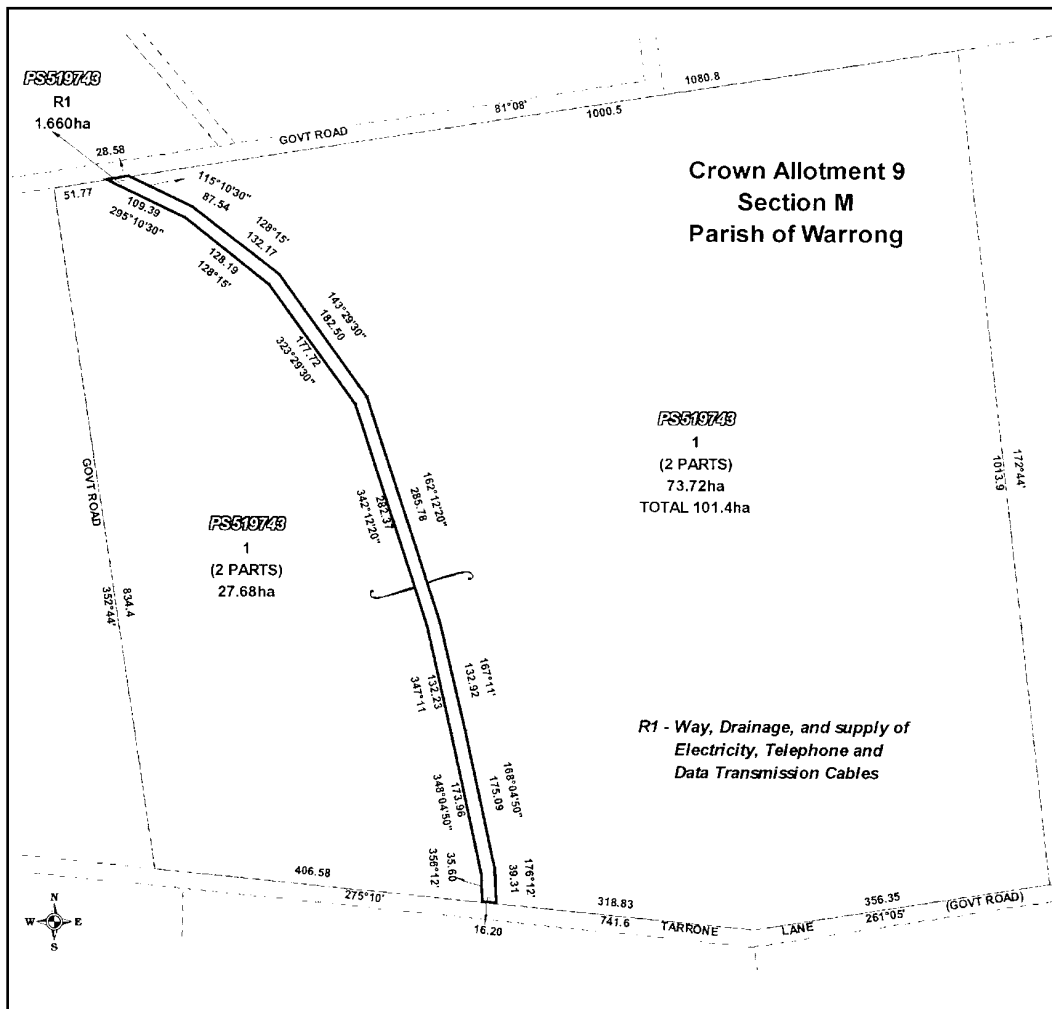 PS519743
R1
1.660ha
28.58
51.77
GOVT ROAD
81°08'
1080.8
1000.5
Crown Allotment 9
Section M
Parish of Warrong
115°10'30"
87.54
109.39
295°10'30"
128°15'
132.17
128.19
128°15'
143°29'30"
182.50
177.72
323°29'30"
PS519743
1
(2 PARTS)
73.72ha
TOTAL 101.4ha
172°44'
1013.9
GOVT ROAD
834.4
352°44'
PS519743
1
(2 PARTS)
27.68ha
162°12'20"
285.78
282.37
342°12'20"
167°11'
132.92
132.23
347°11
R1 - Way, Drainage, and supply of
Electricity, Telephone and
Data Transmission Cables
168°04'50"
175.09
173.96
348°04'50"
35.60
356°12'
176°12'
39.31
406.58
275°10'
16.20
318.83
741.6
TARRONE LANE
356.35
261°05'
(GOVT ROAD)
N
W
E
S